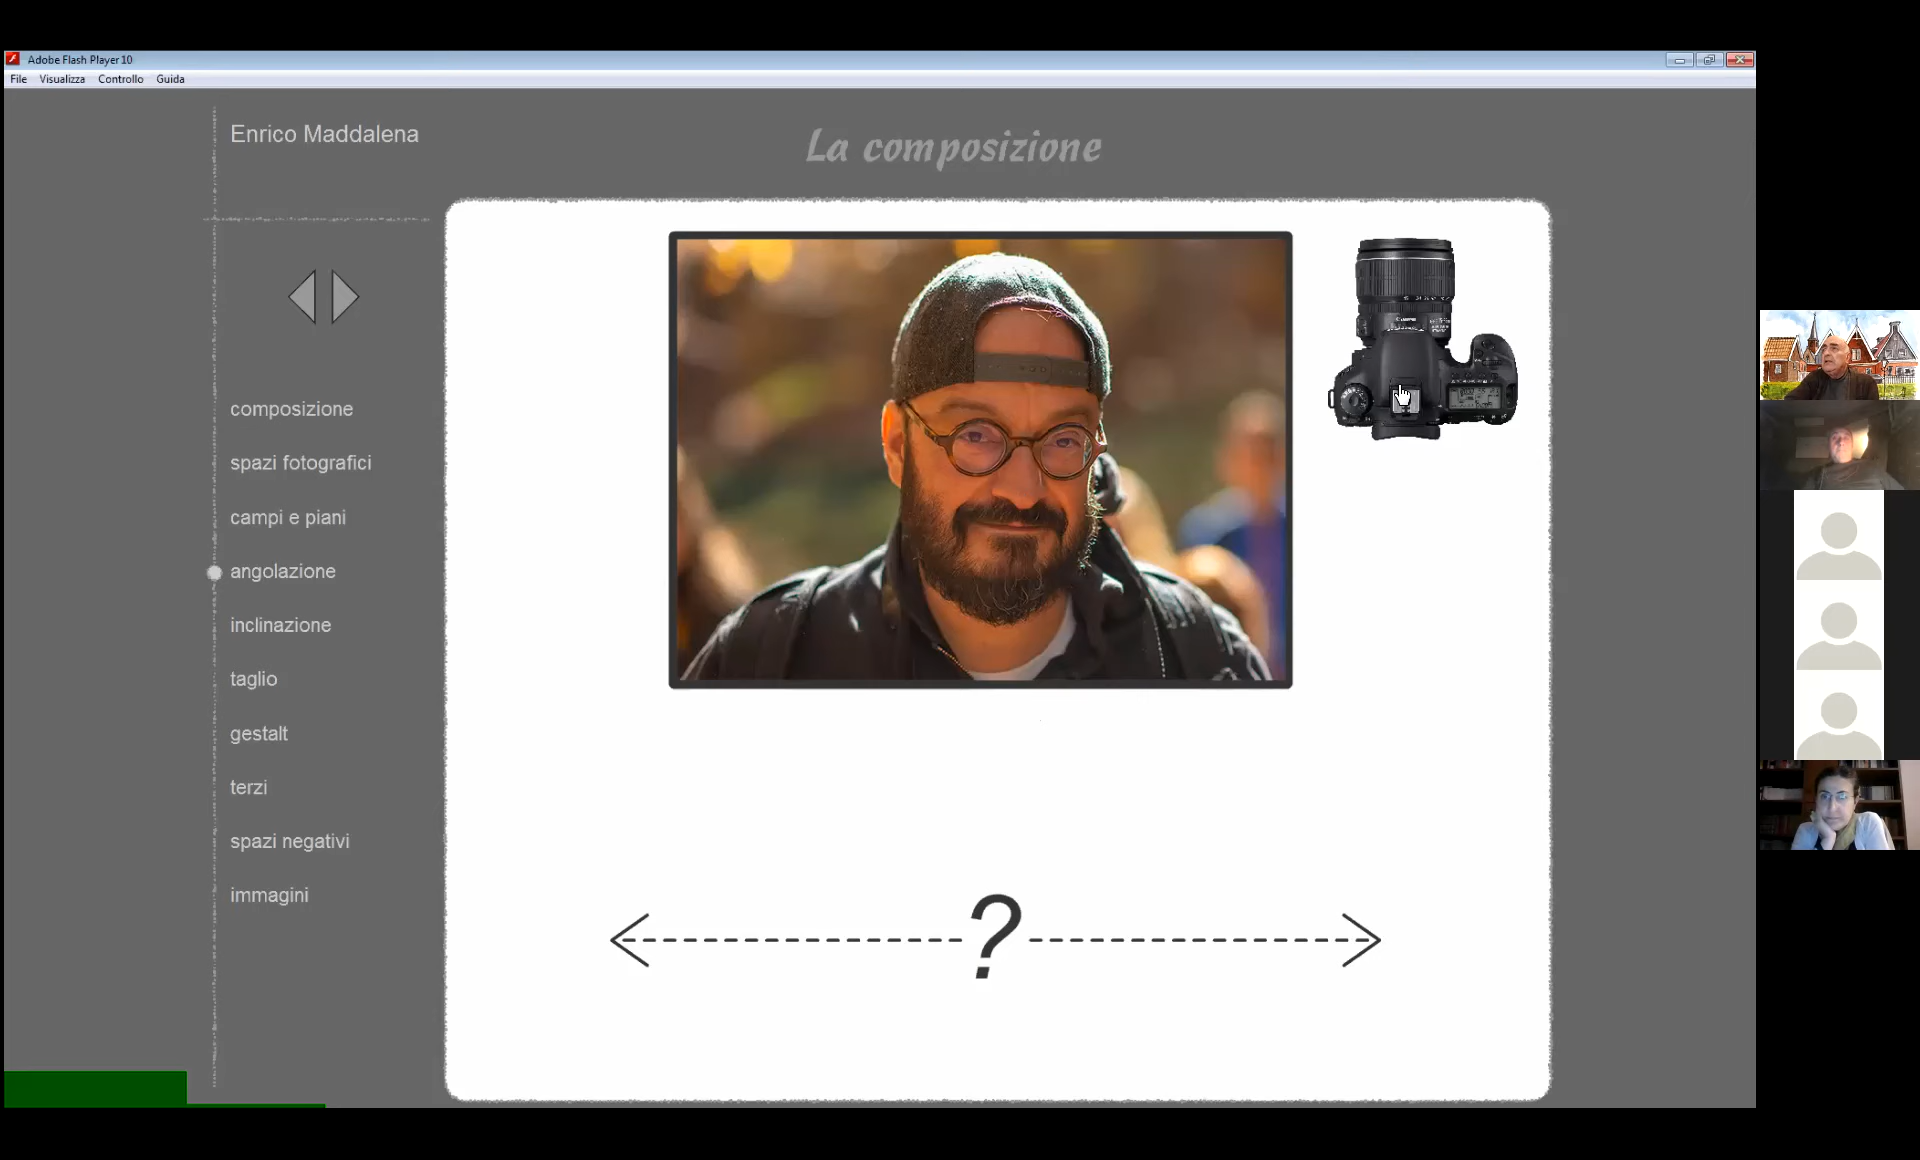 Adobe Flash Player 10
File Visualizza Controllo Guida
Enrico Maddalena
La composizione
composizione
spazi fotografici
campi e piani
angolazione
inclinazione
taglio
gestalt
terzi
spazi negativi
immagini
?